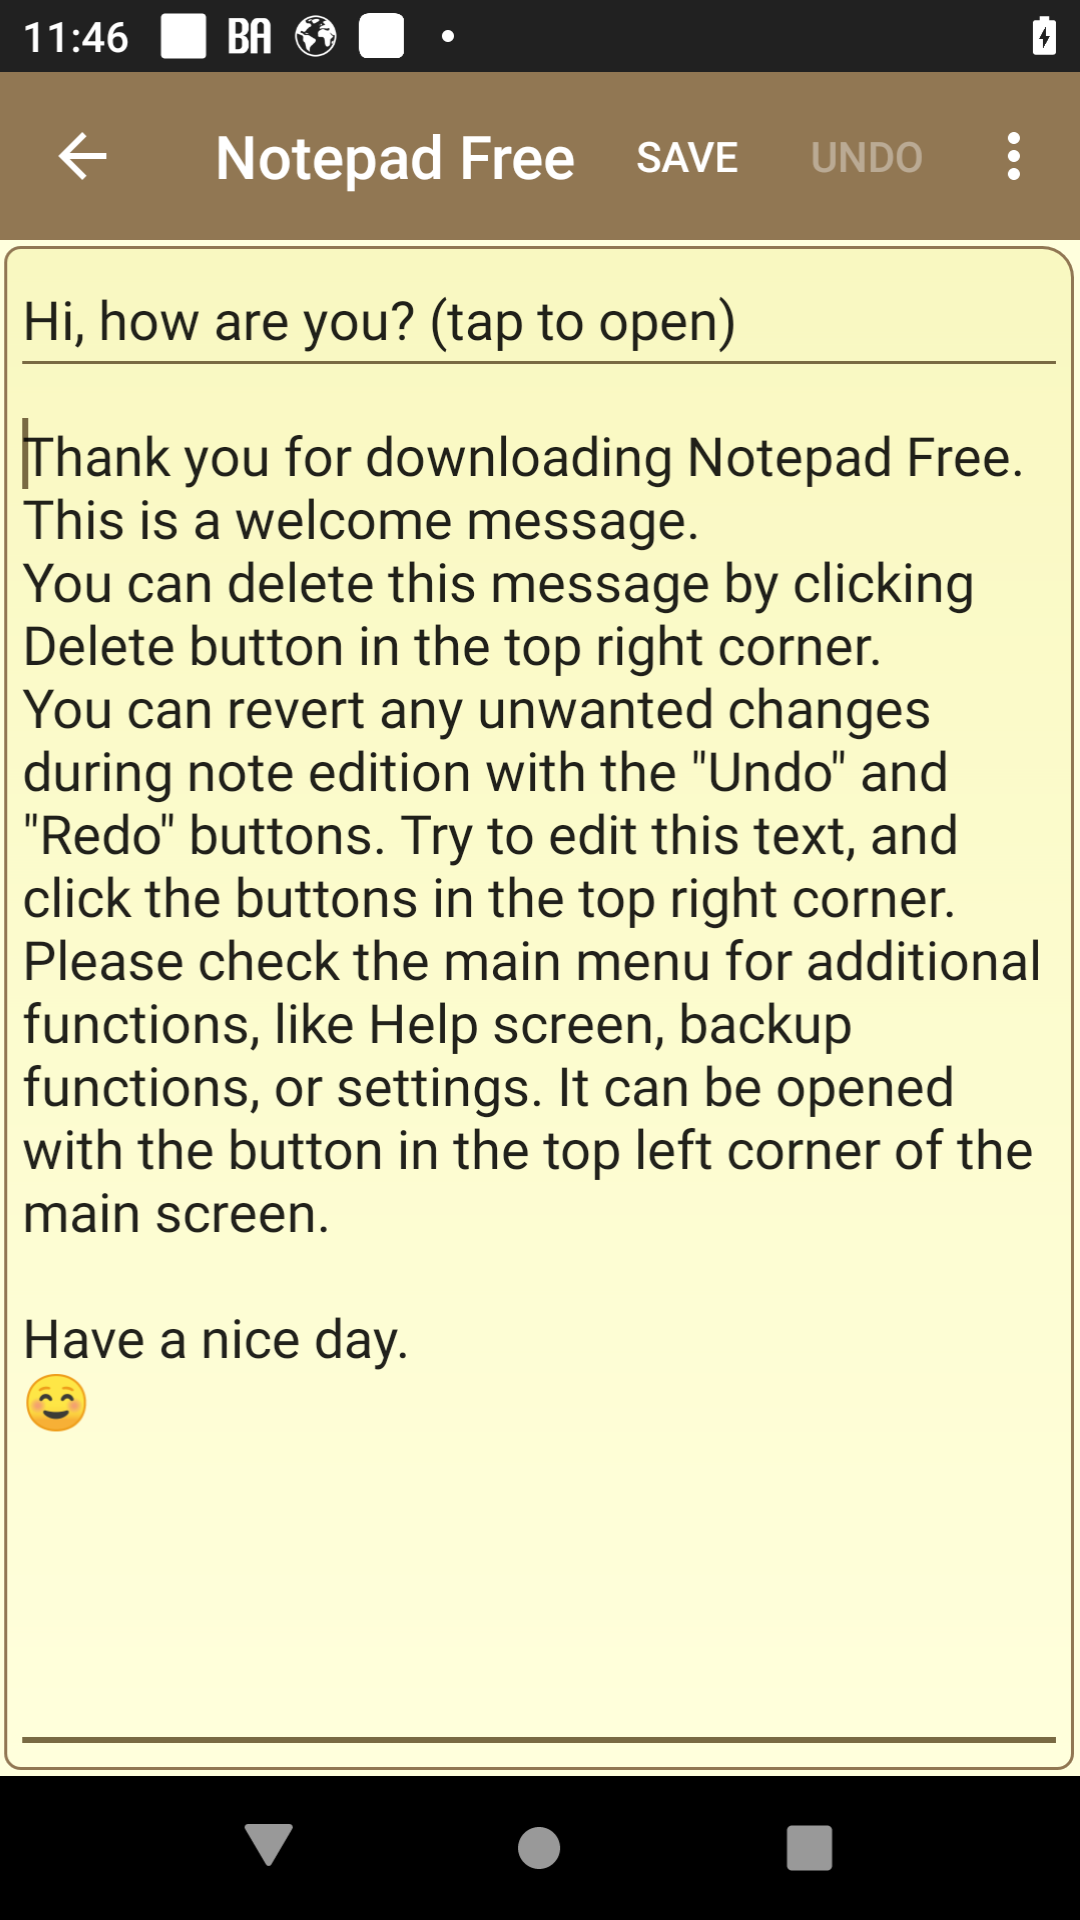 11:46 BA
Notepad Free SAVE UNDO
Hi, how are you? (tap to open)
Thank you for downloading Notepad Free.
This is a welcome message.
You can delete this message by clicking
Delete button in the top right corner.
You can revert any unwanted changes
during note edition with the "Undo" and
"Redo" buttons. Try to edit this text, and
click the buttons in the top right corner.
Please check the main menu for additional
functions, like Help screen, backup
functions, or settings. It can be opened
with the button in the top left corner of the
main screen.
Have a nice day.
☺️